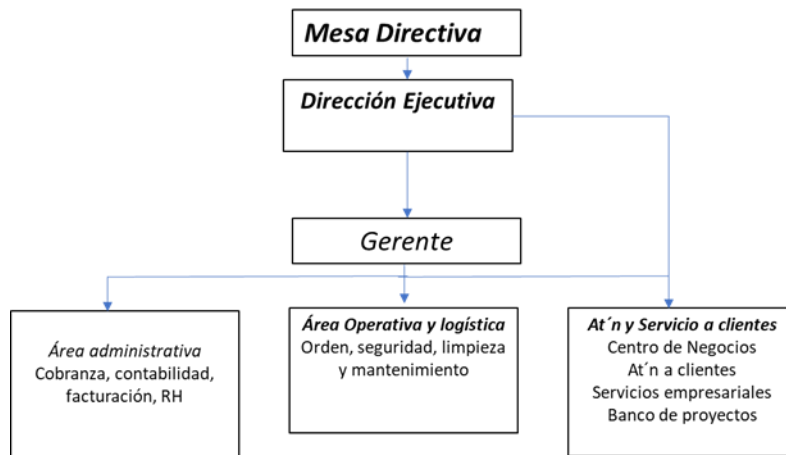 Mesa Directiva
Dirección Ejecutiva
Gerente
Área administrativa
Cobranza, contabilidad,
facturación, RH
Área Operativa y logística
Orden, seguridad, limpieza
y mantenimiento
At´n y Servicio a clientes
Centro de Negocios
At´n a clientes
Servicios empresariales
Banco de proyectos